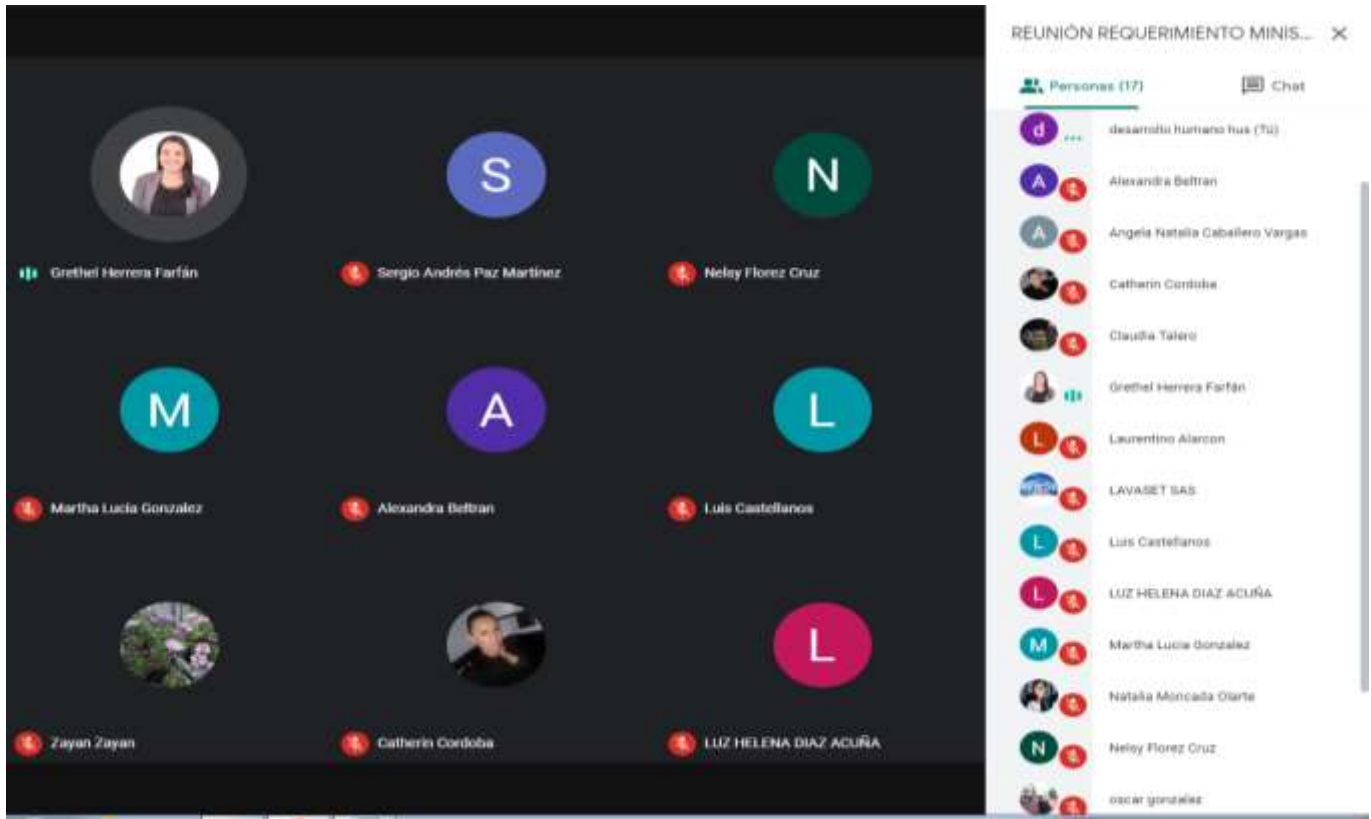 S
N
Grethel Herrera Farfán
Sergio Andrés Paz Martínez
Nelsy Florez Cruz
M
A
L
Martha Lucia Gonzalez
Alexandra Beltran
Luis Castellanos
L
Zayan Zayan
Catherin Cordoba
LUZ HELENA DIAZ ACUÑA
REUNIÓN REQUERIMIENTO MINIS...
Personas (17)
Chat
d
desarrollo humano hus (Tú)
A
Alexandra Beltran
A
Angela Natalia Caballero Vargas
Catherin Cordoba
Claudia Talero
Grethel Herrera Farfán
L
Laurentino Alarcon
LAVASET SAS
L
Luis Castellanos
L
LUZ HELENA DIAZ ACUÑA
M
Martha Lucia Gonzalez
Natalia Moncada Olarte
N
Nelsy Florez Cruz
oscar gonzalez